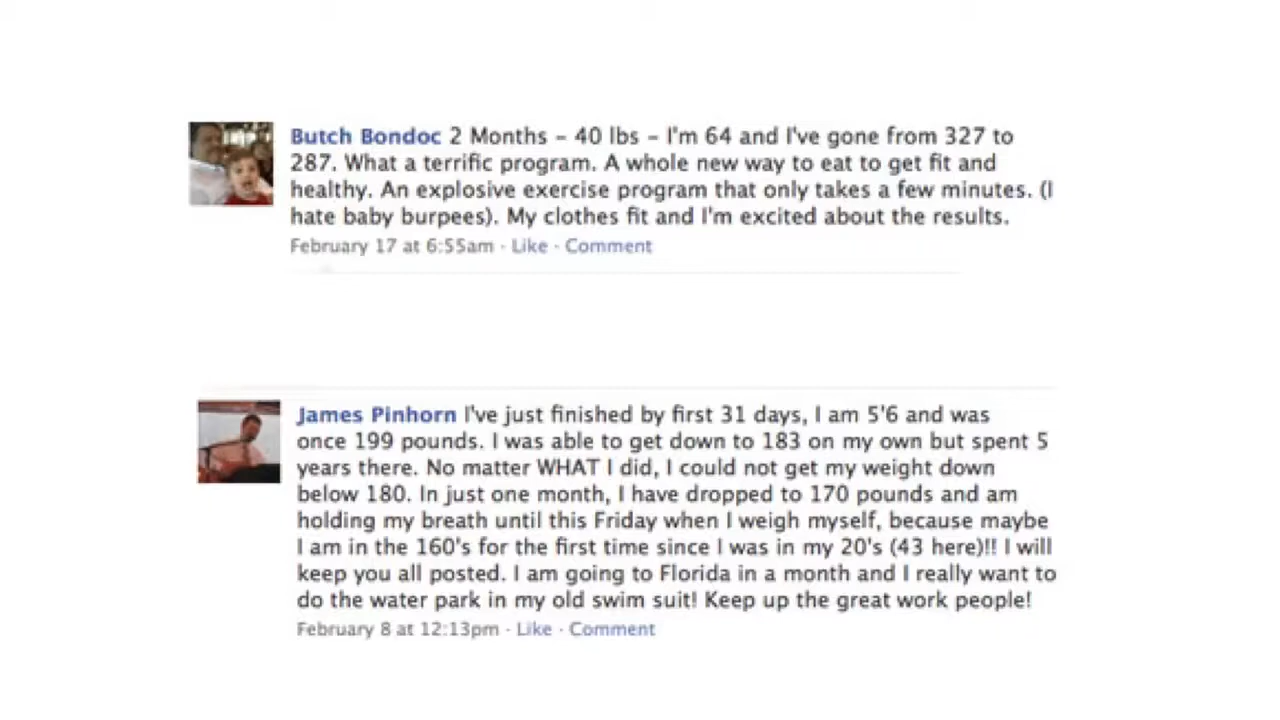 Butch Bondoc 2 Months - 40 lbs - I'm 64 and I've gone from 327 to
287. What a terrific program. A whole new way to eat to get fit and
healthy. An explosive exercise program that only takes a few minutes. (I
hate baby burpees). My clothes fit and I'm excited about the results.
February 17 at 6:55am · Like · Comment
James Pinhorn I've just finished by first 31 days, I am 5'6 and was
once 199 pounds. I was able to get down to 183 on my own but spent 5
years there. No matter WHAT I did, I could not get my weight down
below 180. In just one month, I have dropped to 170 pounds and am
holding my breath until this Friday when I weigh myself, because maybe
I am in the 160's for the first time since I was in my 20's (43 here)!! I will
keep you all posted. I am going to Florida in a month and I really want to
do the water park in my old swim suit! Keep up the great work people!
February 8 at 12:13pm · Like · Comment